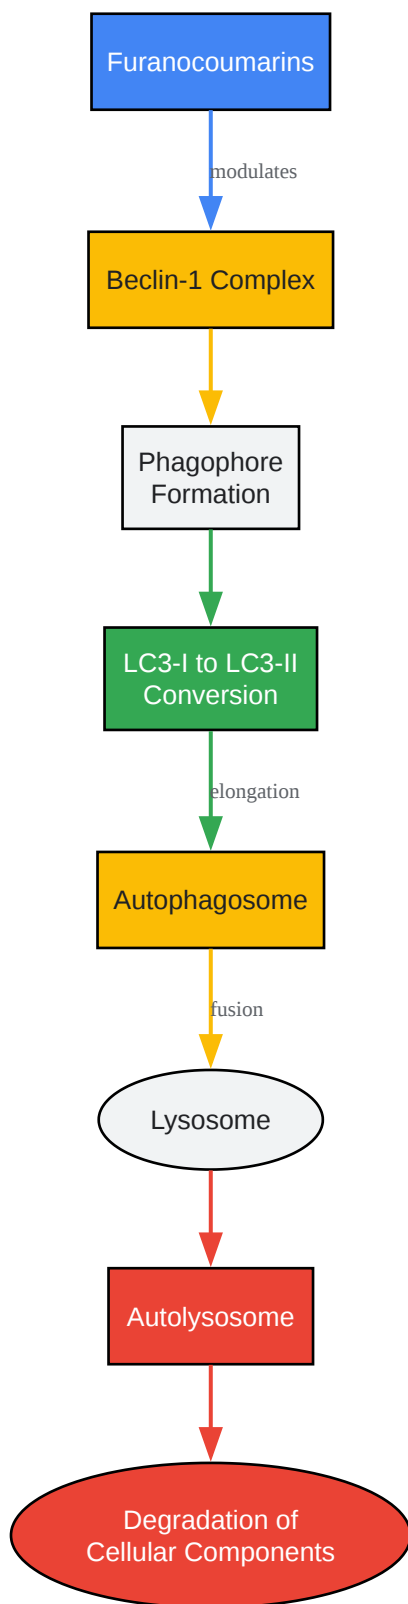 Furanocoumarins
modulates
Beclin-1 Complex
Phagophore
Formation
LC3-I to LC3-II
Conversion
elongation
Autophagosome
fusion
Lysosome
Autolysosome
Degradation of
Cellular Components